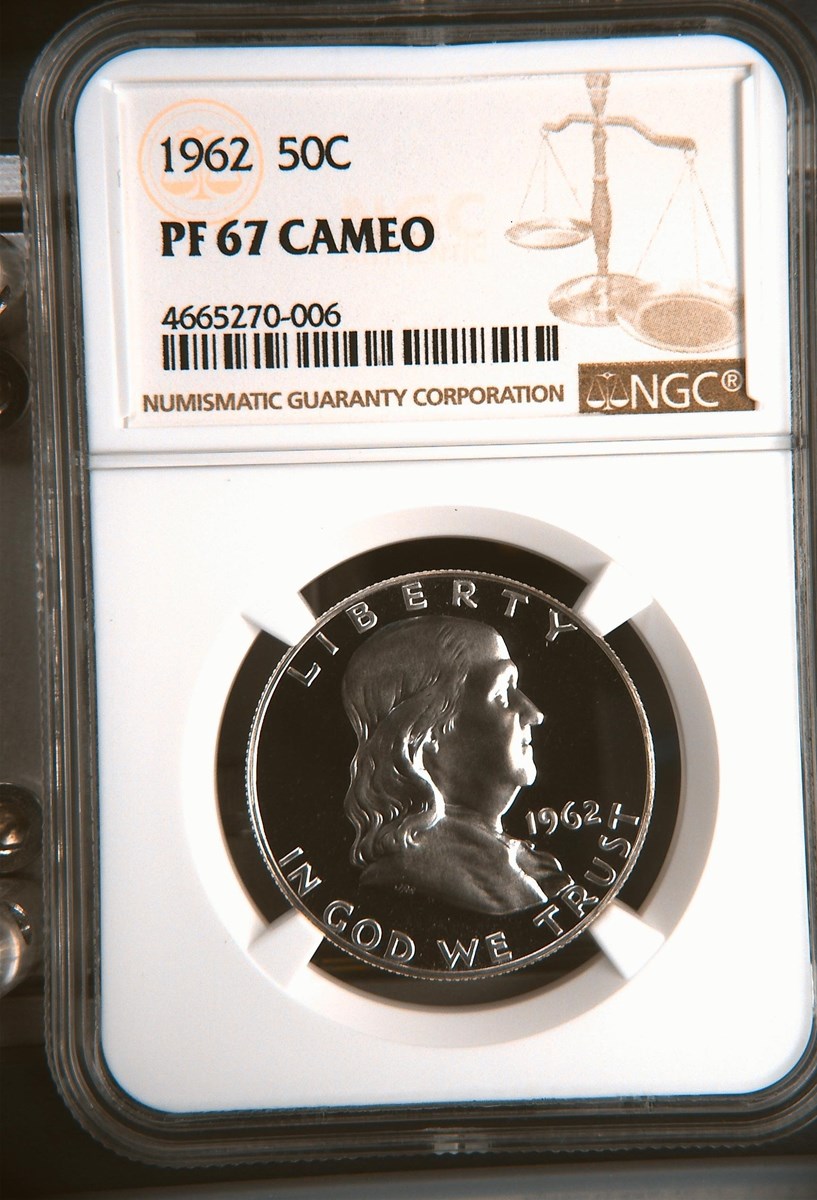 1962 50C
PF 67 CAMEO
4665270-006
NUMISMATIC GUARANTY CORPORATION
NGC®
LIBERTY
1962
IN GOD WE TRUST